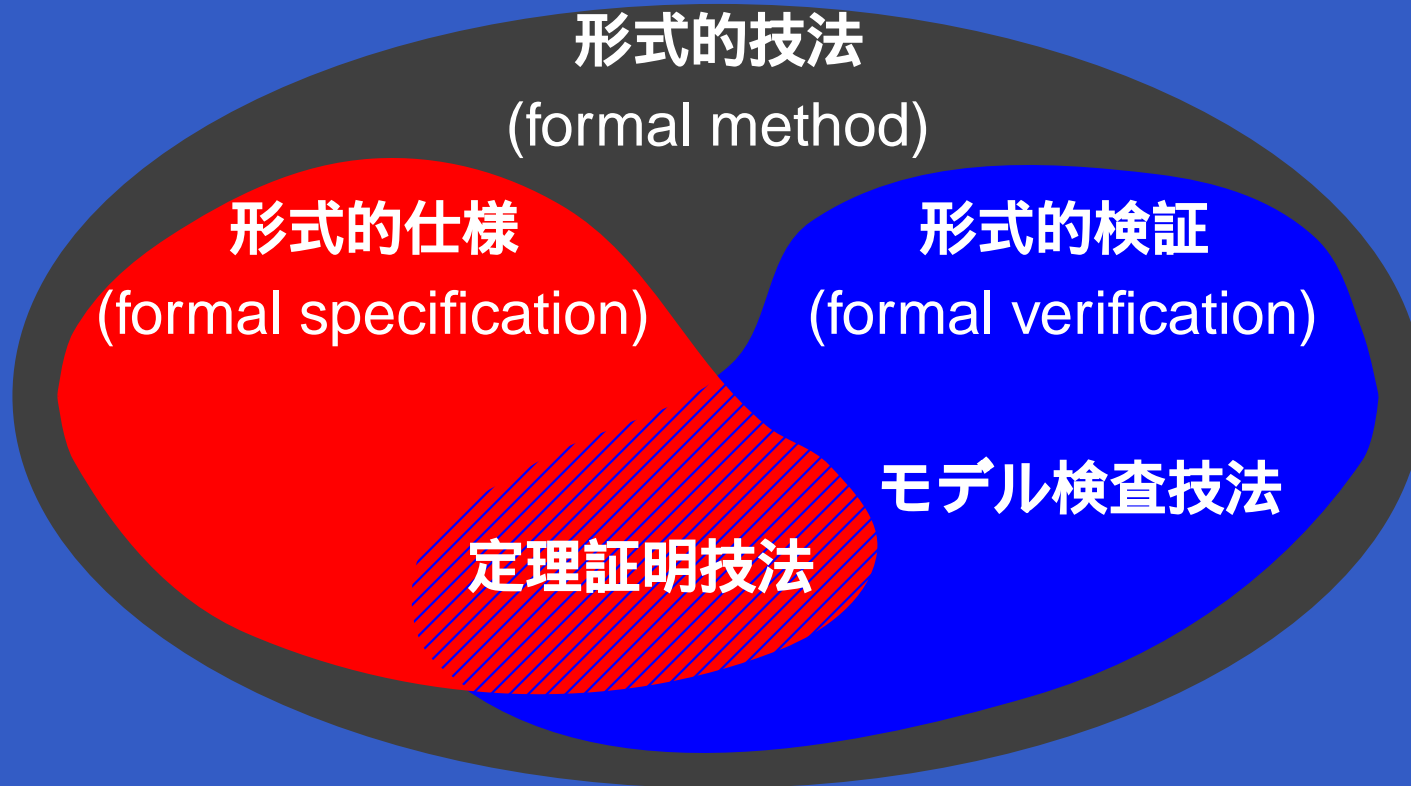 形式的技法
(formal method)
形式的仕様
(formal specification)
形式的検証
(formal verification)
モデル検査技法
定理証明技法